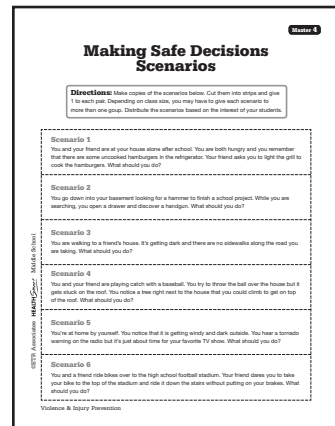 Master 4
Making Safe Decisions
Scenarios
Directions: Make copies of the scenarios below. Cut them into strips and give
1 to each pair. Depending on class size, you may have to give each scenario to
more than one goup. Distribute the scenarios based on the interest of your students.
Scenario 1
You and your friend are at your house alone after school. You are both hungry and you remember
that there are some uncooked hamburgers in the refrigerator. Your friend asks you to light the grill to
cook the hamburgers. What should you do?
Scenario 2
You go down into your basement looking for a hammer to finish a school project. While you are
searching, you open a drawer and discover a handgun. What should you do?
Scenario 3
You are walking to a friend's house. It's getting dark and there are no sidewalks along the road you
are taking. What should you do?
Scenario 4
You and your friend are playing catch with a baseball. You try to throw the ball over the house but it
gets stuck on the roof. You notice a tree right next to the house that you could climb to get on top
of the roof. What should you do?
Scenario 5
You're at home by yourself. You notice that it is getting windy and dark outside. You hear a tornado
warning on the radio but it's just about time for your favorite TV show. What should you do?
Scenario 6
You and a friend ride bikes over to the high school football stadium. Your friend dares you to take
your bike to the top of the stadium and ride it down the stairs without putting on your brakes. What
should you do?
©ETR Associates HEALTHSmart Middle School
Violence & Injury Prevention